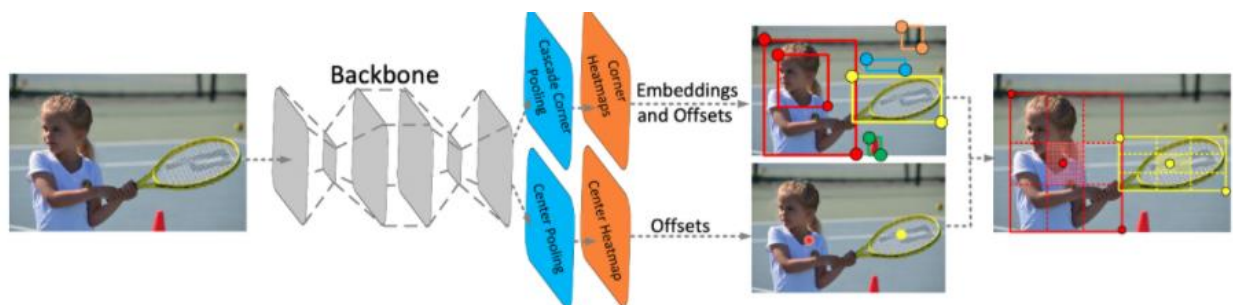 Backbone
Cascade Corner
Pooling
Corner
Heatmaps
Embeddings
and Offsets
Center Pooling
Center Heatmap
Offsets